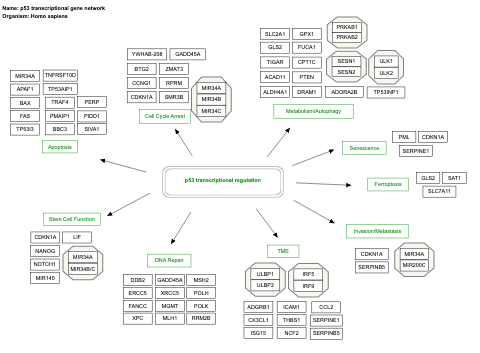 Name: p53 transcriptional gene network
Organism: Homo sapiens
MIR34A TNFRSF10D
APAF1 TP53AIP1
BAX TRAF4 PERP
FAS PMAIP1 PIDD1
TP53I3 BBC3 SIVA1
Apoptosis
YWHAB-208 GADD45A
BTG2 ZMAT3
CCNG1 RPRM
CDKN1A SMR3B
MIR34A
MIR34B
MIR34C
Cell Cycle Arrest
SLC2A1 GPX1
GLS2 FUCA1
TIGAR CPT1C
ACAD11 PTEN
ALDH4A1 DRAM1 ADORA2B TP53INP1
PRKAB1
PRKAB2
SESN1
SESN2
ULK1
ULK2
Metabolism/Autophagy
Senescence
PML CDKN1A
SERPINE1
p53 transcriptional regulation
Ferroptosis
GLS2 SAT1
SLC7A11
Stem Cell Function
CDKN1A LIF
NANOG
NOTCH1
MIR145
MIR34A
MIR34B/C
DNA Repair
DDB2 GADD45A MSH2
ERCC5 XRCC5 POLH
FANCC MGMT POLK
XPC MLH1 RRM2B
TME
ULBP1
ULBP2
IRF5
IRF9
ADGRB1 ICAM1 CCL2
CX3CL1 THBS1 SERPINE1
ISG15 NCF2 SERPINB5
Invasion/Metastasis
CDKN1A
SERPINB5
MIR34A
MIR200C